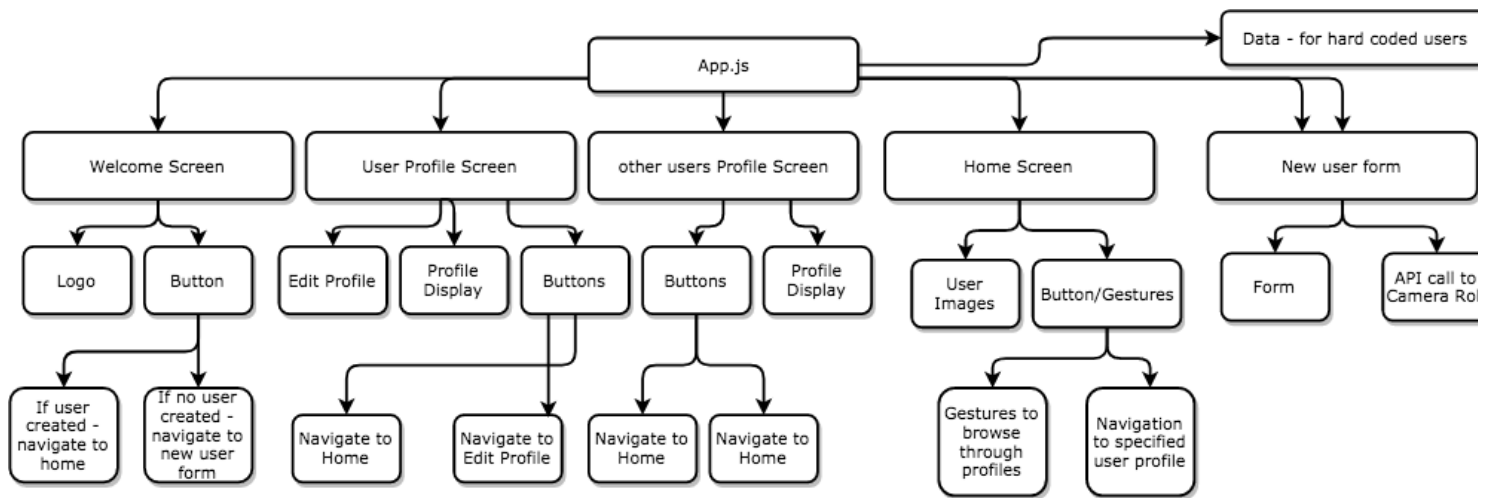 Data - for hard coded users
App.js
Welcome Screen
User Profile Screen
other users Profile Screen
Home Screen
New user form
Logo
Button
Edit Profile
Profile
Display
Buttons
Buttons
Profile
Display
User
Images
Button/Gestures
Form
API call to
Camera Rol
If user
created -
navigate to
home
If no user
created -
navigate to
new user
form
Navigate to
Home
Navigate to
Edit Profile
Navigate to
Home
Navigate to
Home
Gestures to
browse
through
profiles
Navigation
to specified
user profile